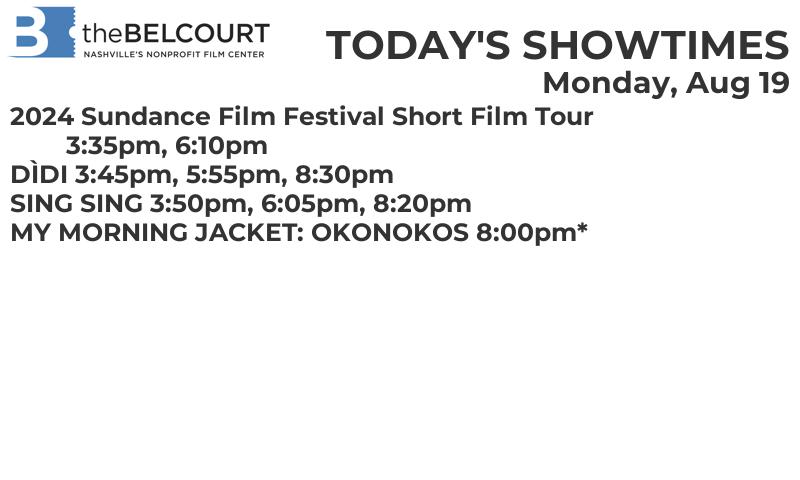 B theBELCOURT
NASHVILLE'S NONPROFIT FILM CENTER
TODAY'S SHOWTIMES
Monday, Aug 19
2024 Sundance Film Festival Short Film Tour
3:35pm, 6:10pm
DÌDI 3:45pm, 5:55pm, 8:30pm
SING SING 3:50pm, 6:05pm, 8:20pm
MY MORNING JACKET: OKONOKOS 8:00pm*